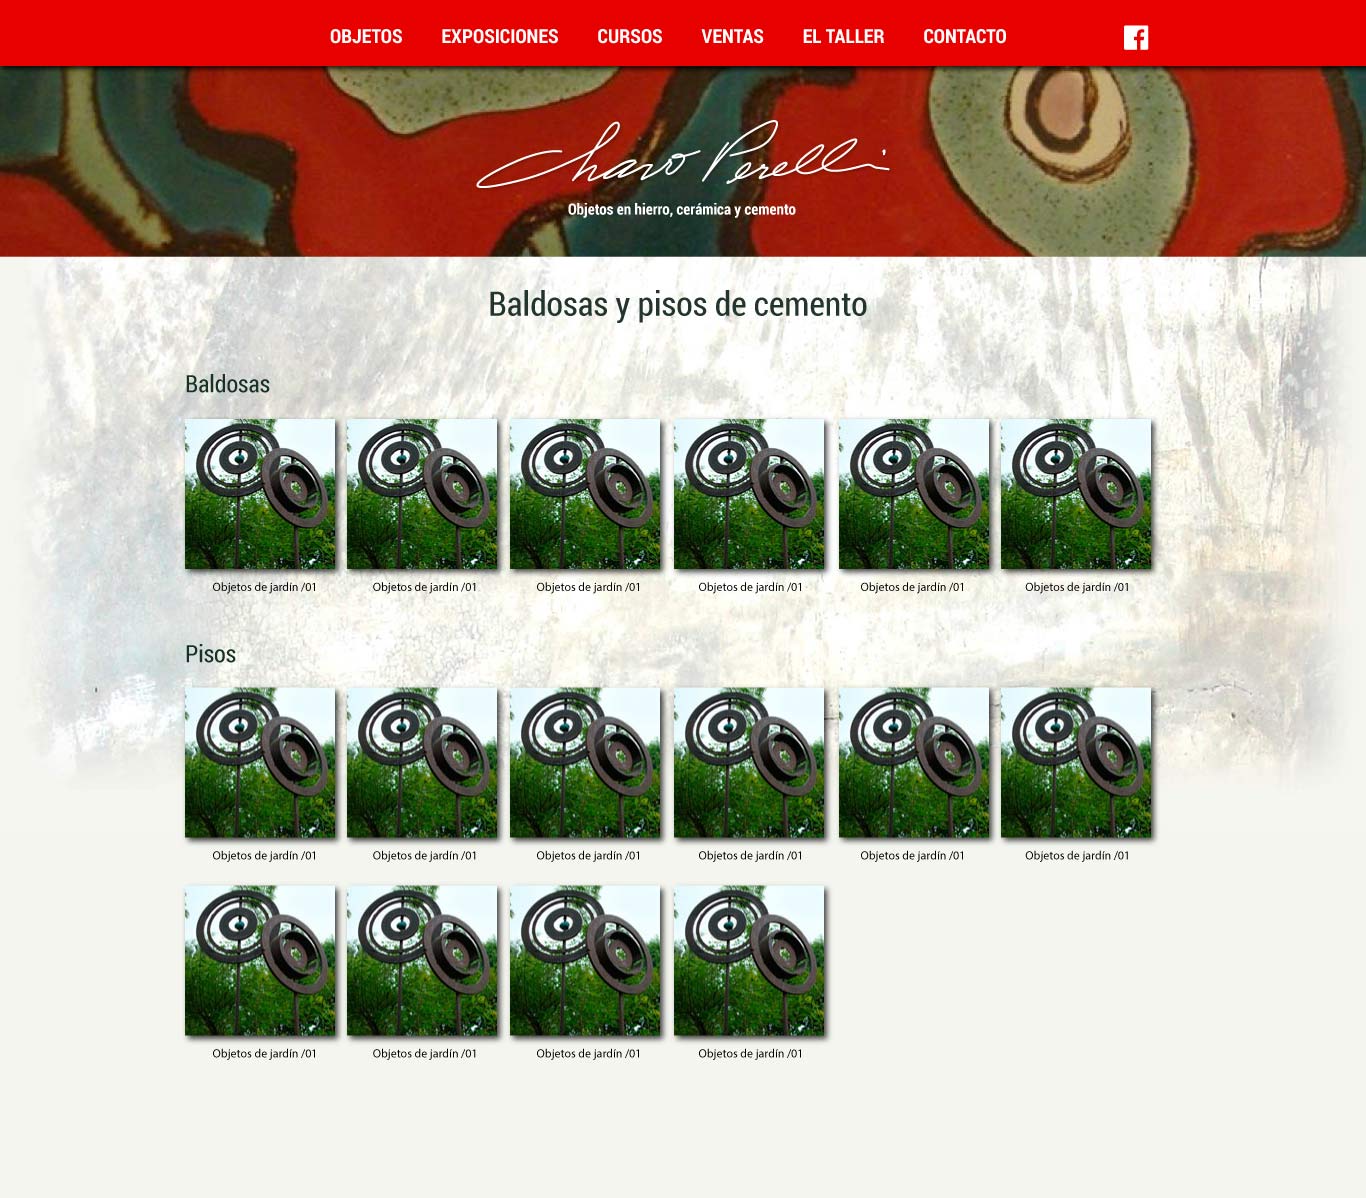 OBJETOS EXPOSICIONES CURSOS VENTAS EL TALLER CONTACTO
Chavo Perelli
Objetos en hierro, cerámica y cemento
Baldosas y pisos de cemento
Baldosas
Objetos de jardín /01 Objetos de jardín /01 Objetos de jardín /01 Objetos de jardín /01 Objetos de jardín /01 Objetos de jardín /01
Pisos
Objetos de jardín /01 Objetos de jardín /01 Objetos de jardín /01 Objetos de jardín /01 Objetos de jardín /01 Objetos de jardín /01
Objetos de jardín /01 Objetos de jardín /01 Objetos de jardín /01 Objetos de jardín /01